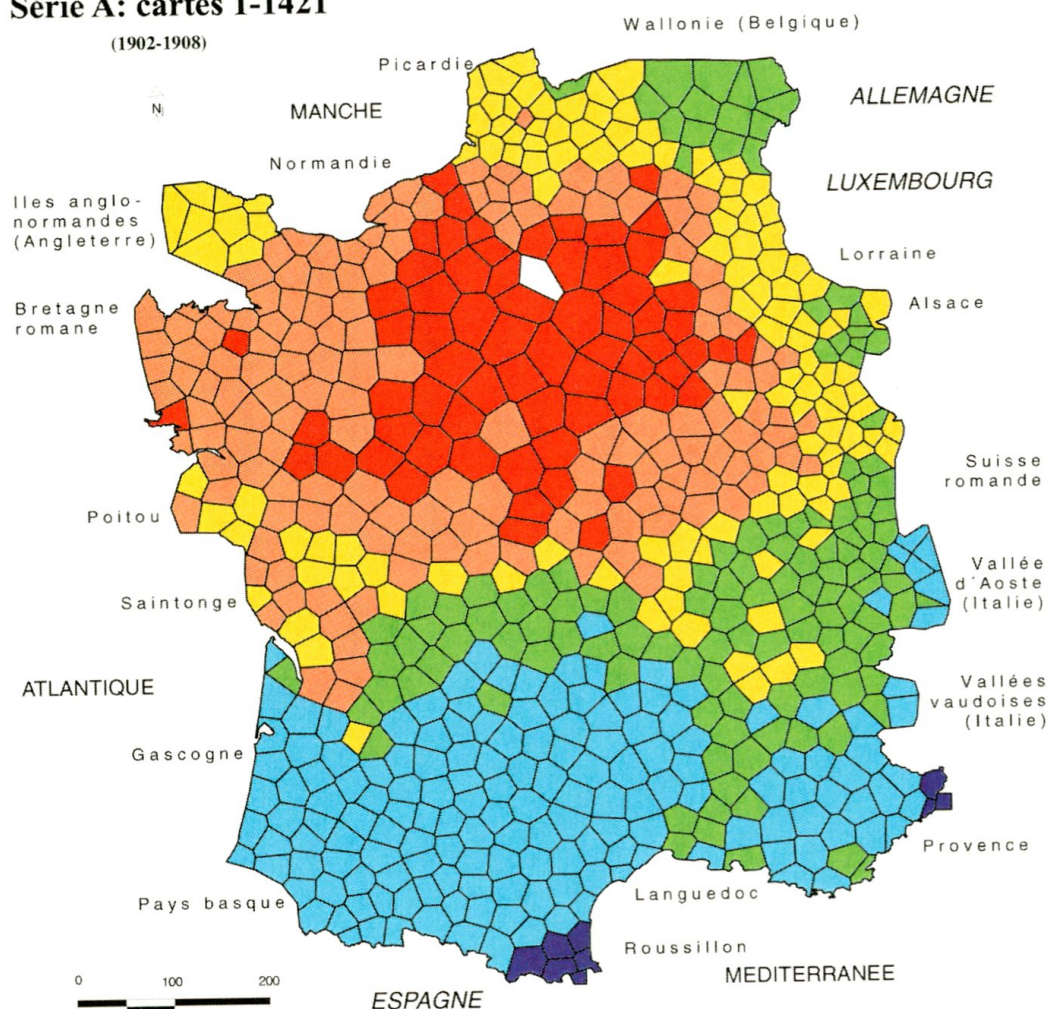 Série A: cartes 1-1421
(1902-1908)
Wallonie (Belgique)
Picardie
ALLEMAGNE
N
MANCHE
Normandie
LUXEMBOURG
Iles anglo-
normandes
(Angleterre)
Lorraine
Bretagne
romane
Alsace
Suisse
romande
Poitou
Vallée
d'Aoste
(Italie)
Saintonge
ATLANTIQUE
Vallées
vaudoises
(Italie)
Gascogne
Provence
Pays basque
Languedoc
Roussillon
MEDITERRANEE
0 100 200
ESPAGNE